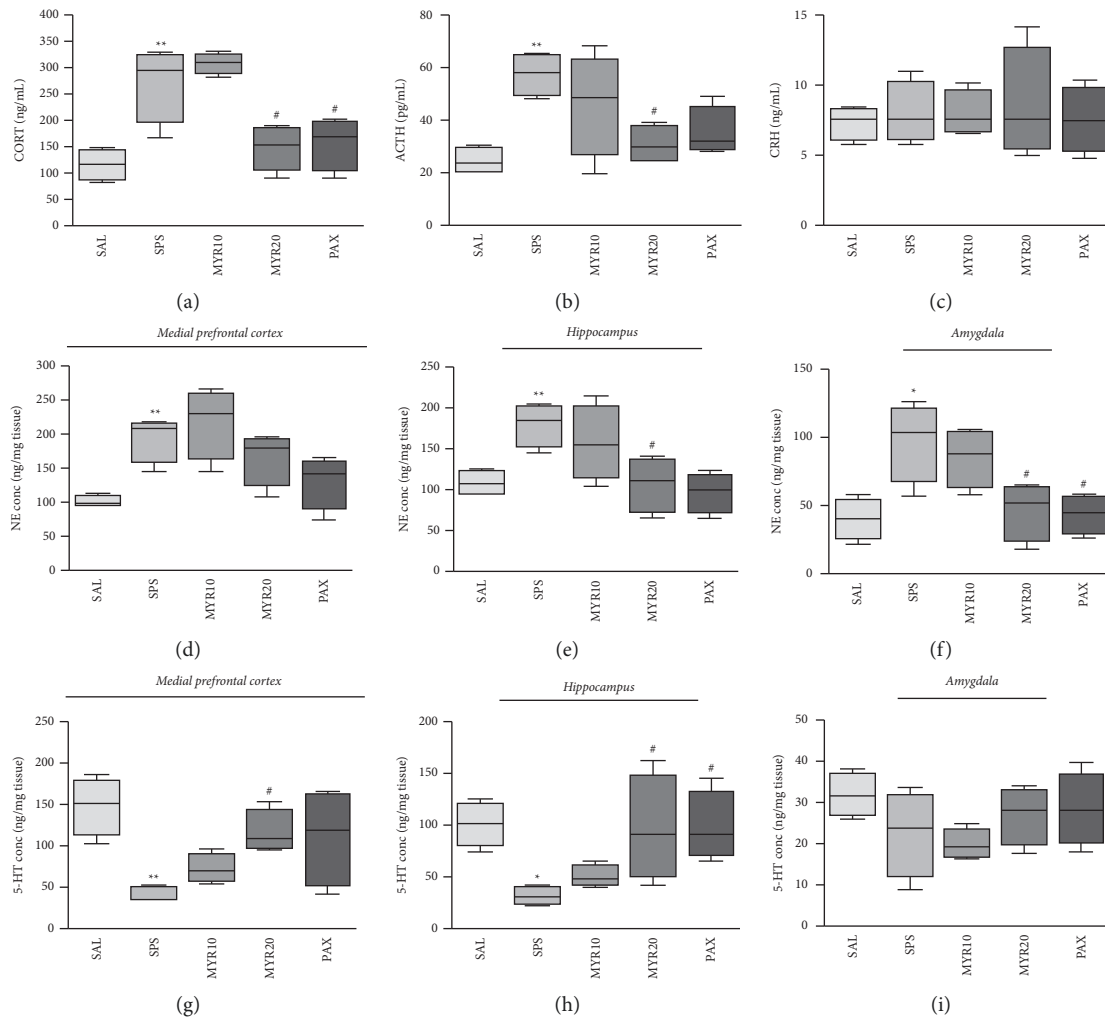 400
350
300
250
200
150
100
50
0
CORT (ng/mL)
**
#
#
SAL
SPS
MYR10
MYR20
PAX
(a)
80
60
40
20
0
ACTH (pg/mL)
**
#
SAL
SPS
MYR10
MYR20
PAX
(b)
15
10
5
0
CRH (ng/mL)
SAL
SPS
MYR10
MYR20
PAX
(c)
Medial prefrontal cortex
300
250
200
150
100
50
0
NE conc (ng/mg tissue)
**
SAL
SPS
MYR10
MYR20
PAX
(d)
Hippocampus
250
200
150
100
50
0
NE conc (ng/mg tissue)
**
#
SAL
SPS
MYR10
MYR20
PAX
(e)
Amygdala
150
100
50
0
NE conc (ng/mg tissue)
*
#
#
SAL
SPS
MYR10
MYR20
PAX
(f)
Medial prefrontal cortex
250
200
150
100
50
0
5-HT conc (ng/mg tissue)
**
#
SAL
SPS
MYR10
MYR20
PAX
(g)
Hippocampus
200
150
100
50
0
5-HT conc (ng/mg tissue)
*
#
#
SAL
SPS
MYR10
MYR20
PAX
(h)
Amygdala
50
40
30
20
10
0
5-HT conc (ng/mg tissue)
SAL
SPS
MYR10
MYR20
PAX
(i)